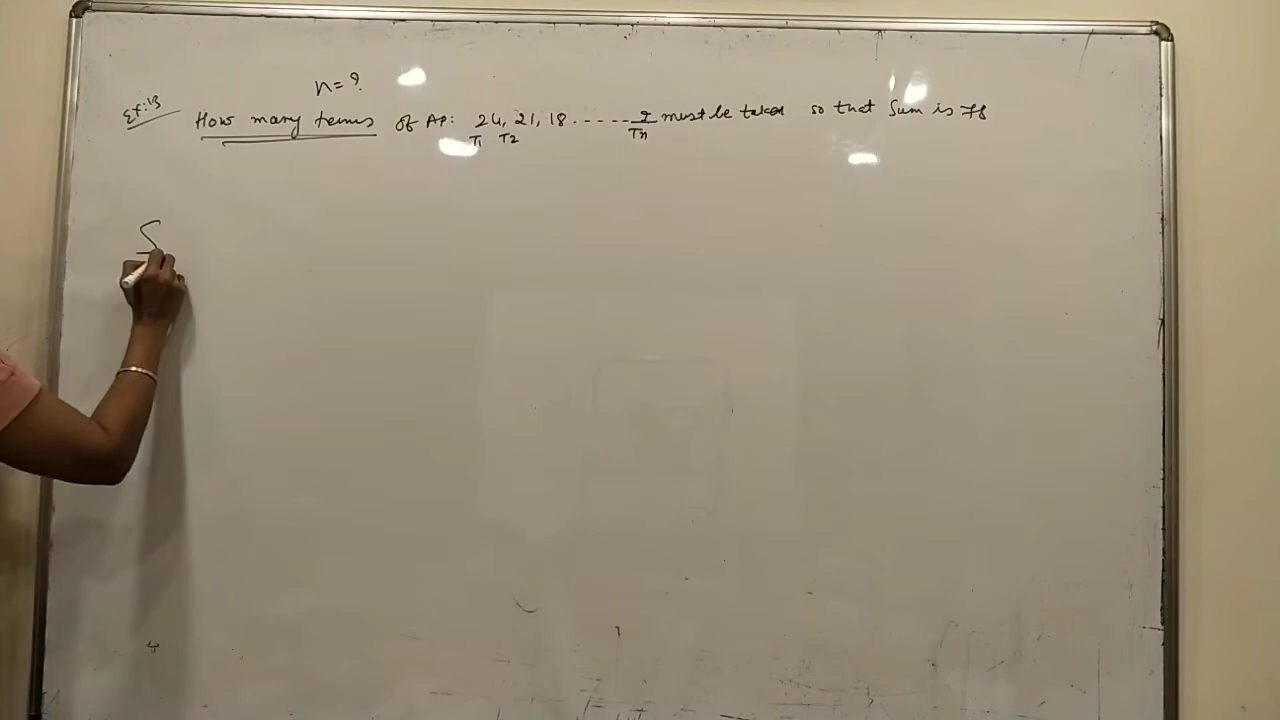 n = ?
Ex:13 How many terms of AP: 24, 21, 18 . . . . . ? must be taken so that Sum is 78
T1 T2 Tn
S